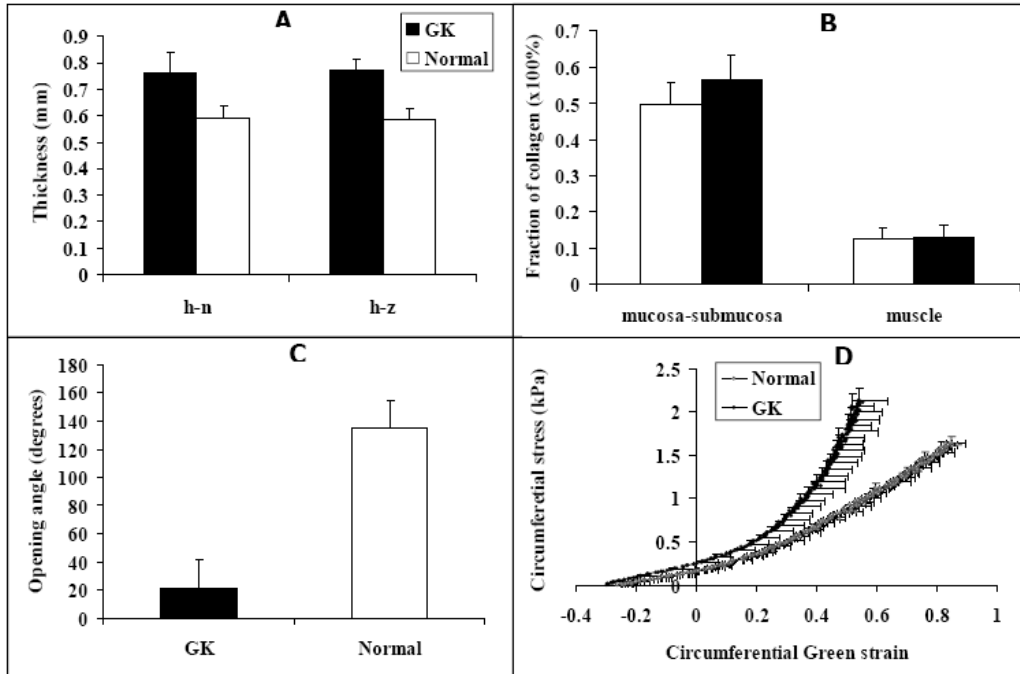 A
GK
Normal
Thickness (mm)
0.9
0.8
0.7
0.6
0.5
0.4
0.3
0.2
0.1
0
h-n h-z
B
Fraction of collagen (x100%)
0.7
0.6
0.5
0.4
0.3
0.2
0.1
0
mucosa-submucosa muscle
C
Opening angle (degrees)
180
160
140
120
100
80
60
40
20
0
GK Normal
D
Normal
GK
Circumferetial stress (kPa)
2.5
2
1.5
1
0.5
0
-0.4 -0.2 0 0.2 0.4 0.6 0.8 1
Circumferential Green strain